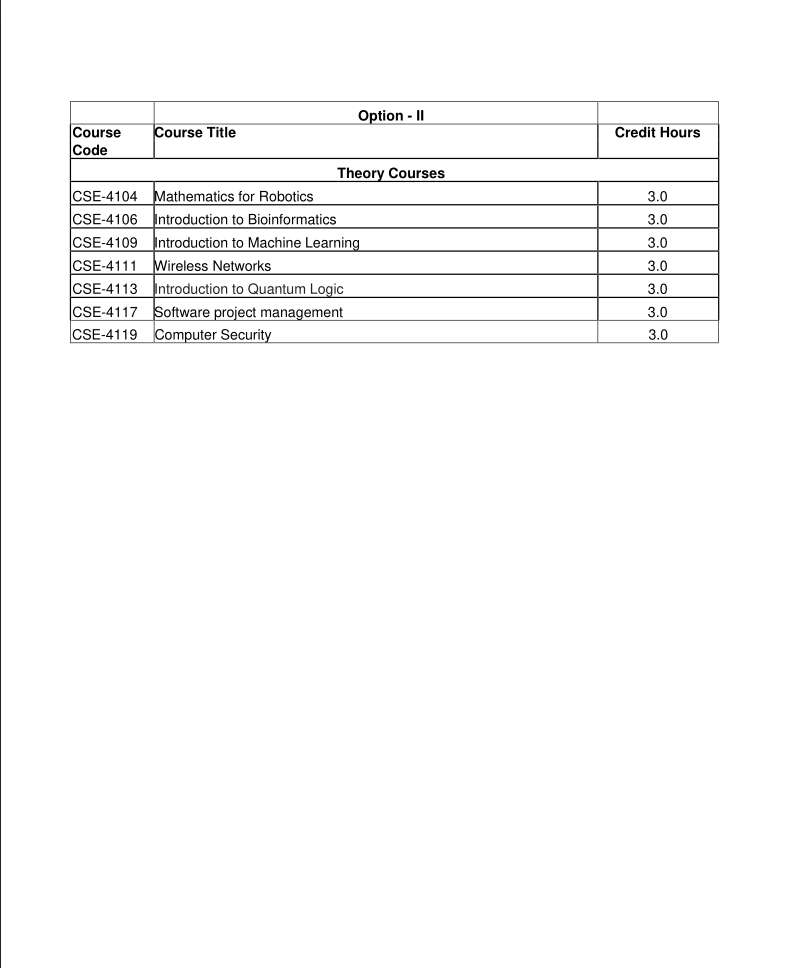 Option - II
Course Code Course Title Credit Hours
Theory Courses
CSE-4104 Mathematics for Robotics 3.0
CSE-4106 Introduction to Bioinformatics 3.0
CSE-4109 Introduction to Machine Learning 3.0
CSE-4111 Wireless Networks 3.0
CSE-4113 Introduction to Quantum Logic 3.0
CSE-4117 Software project management 3.0
CSE-4119 Computer Security 3.0